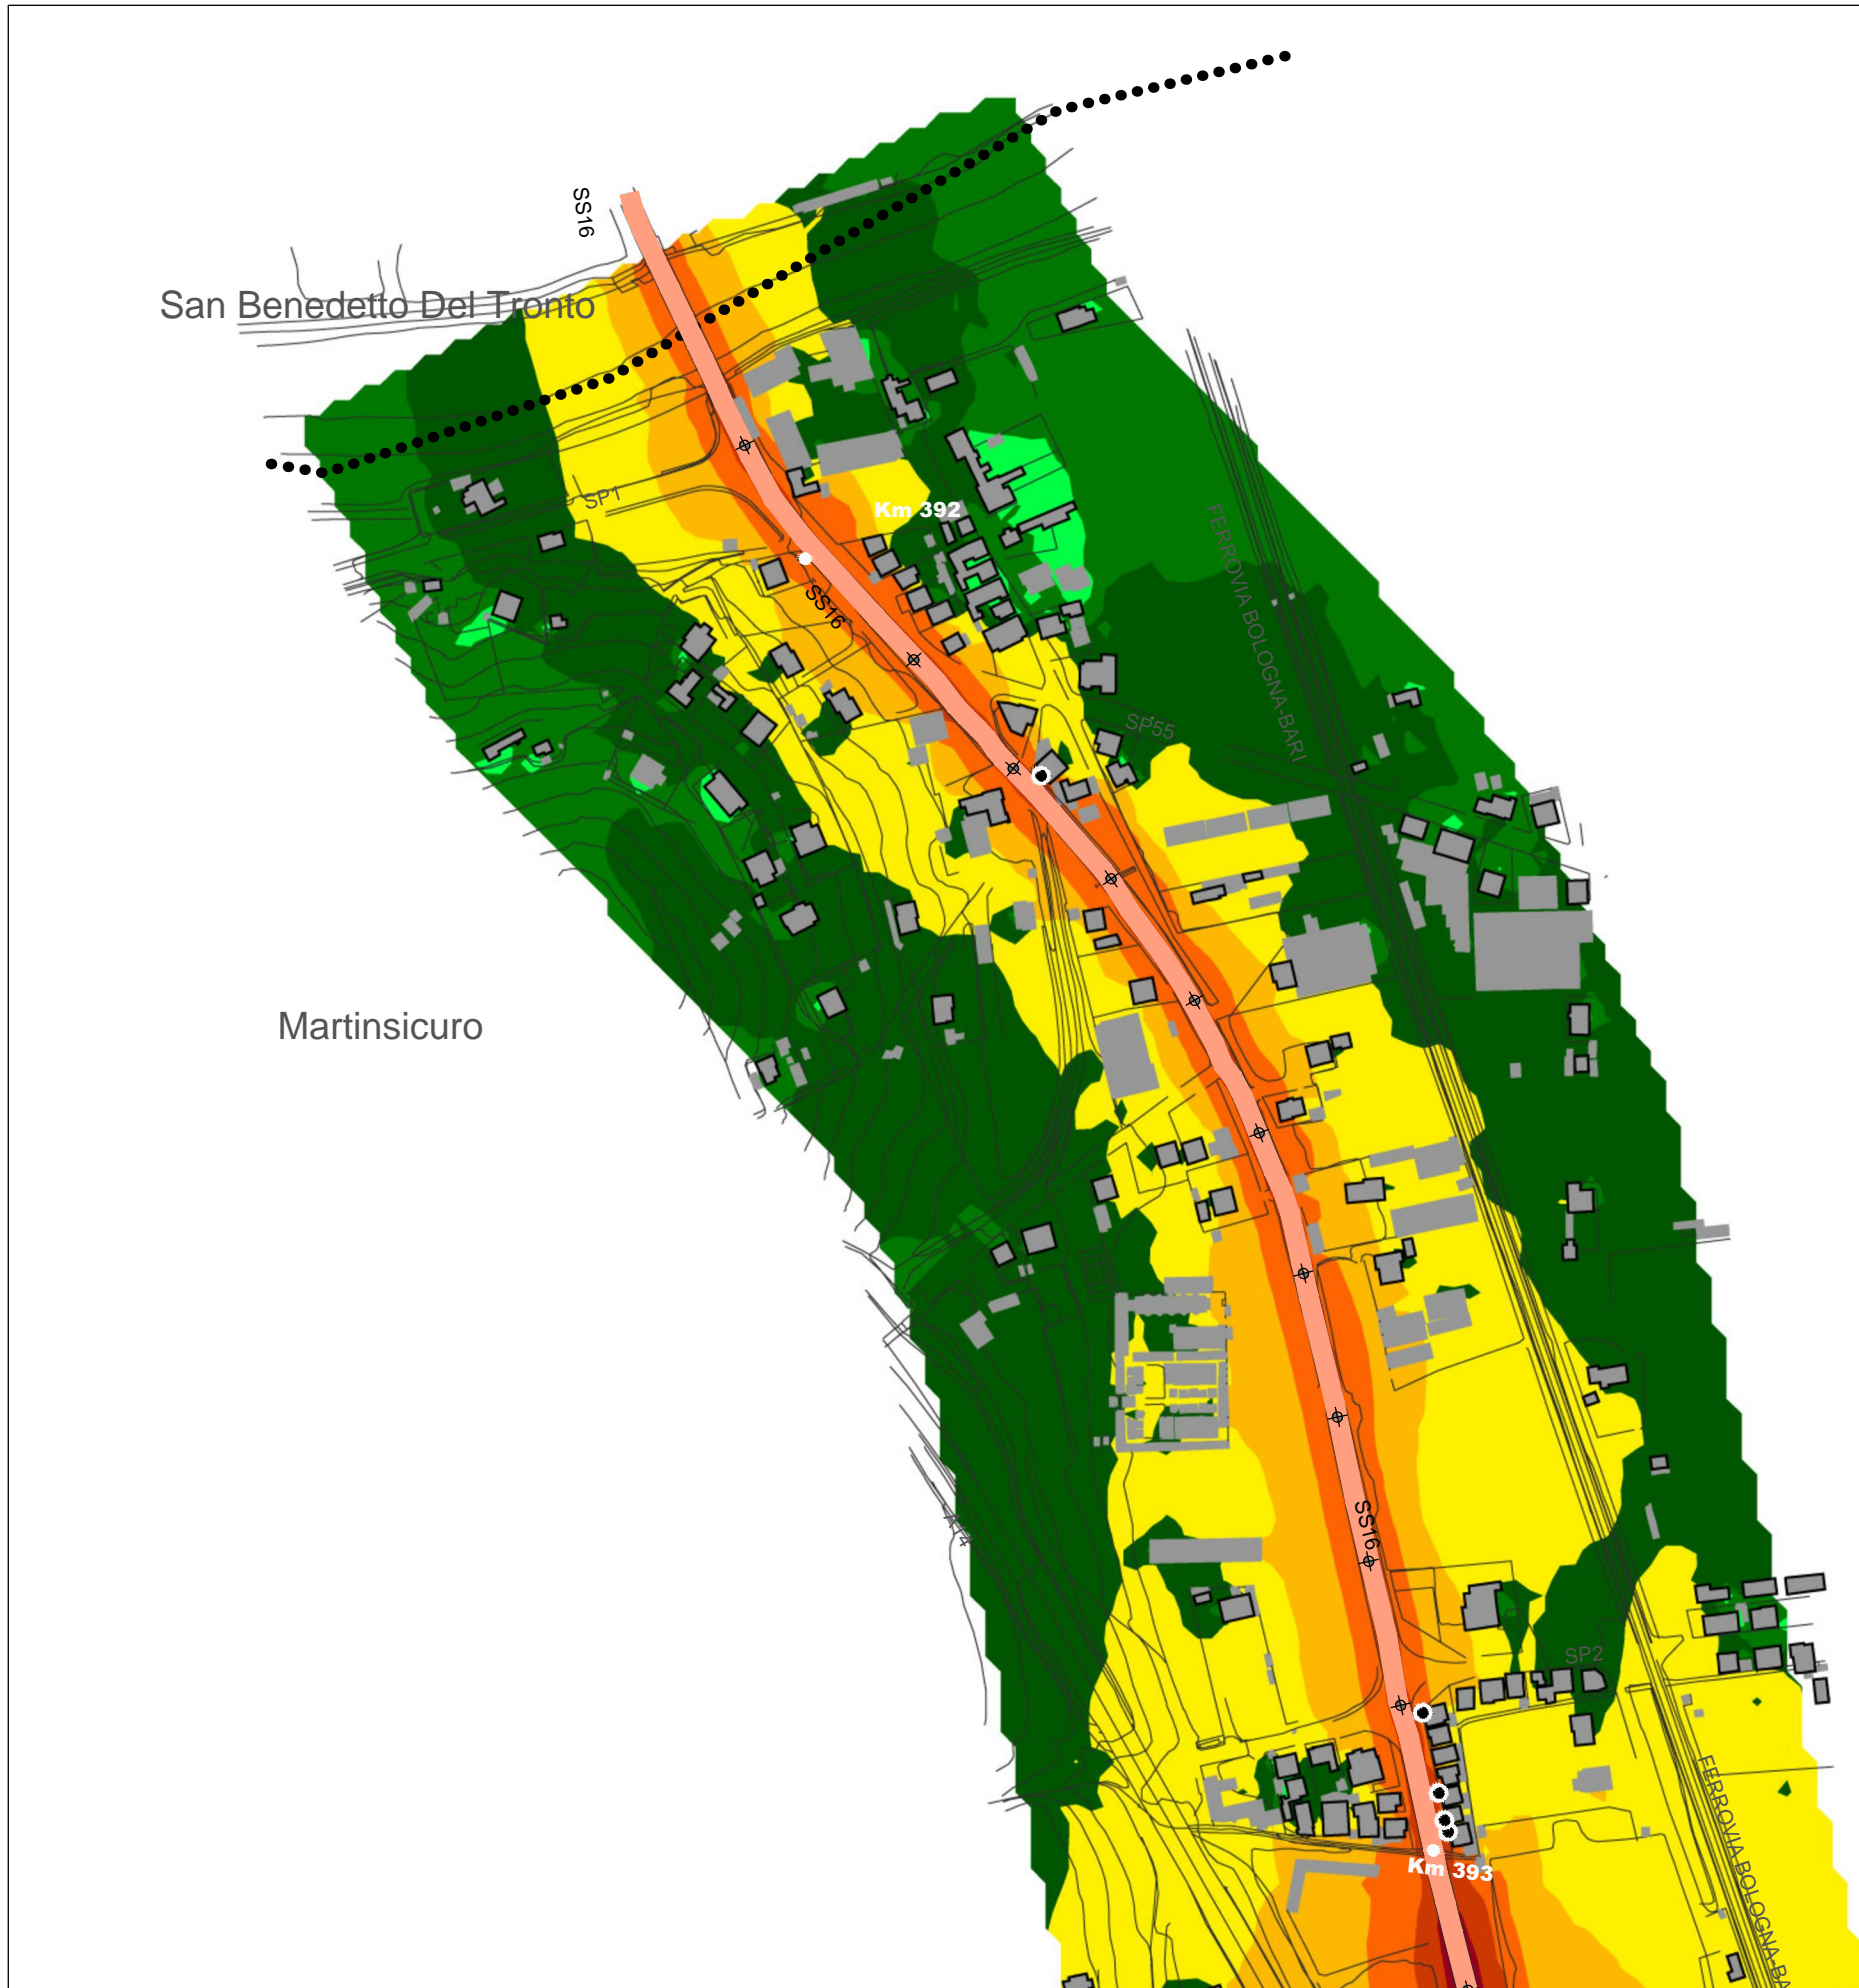 SS16
San Benedetto Del Tronto
SP1
Km 392
FERROVIA BOLOGNA-BARI
SS16
SP55
Martinsicuro
SS16
SP2
FERROVIA BOLOGNA-BA
Km 393